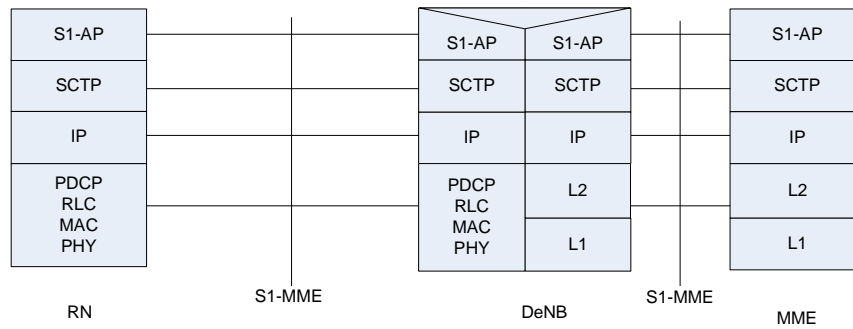 S1-AP
SCTP
IP
PDCP
RLC
MAC
PHY
RN
S1-MME
S1-AP
S1-AP
SCTP
SCTP
IP
IP
PDCP
RLC
MAC
PHY
L2
L1
DeNB
S1-MME
S1-AP
SCTP
IP
L2
L1
MME